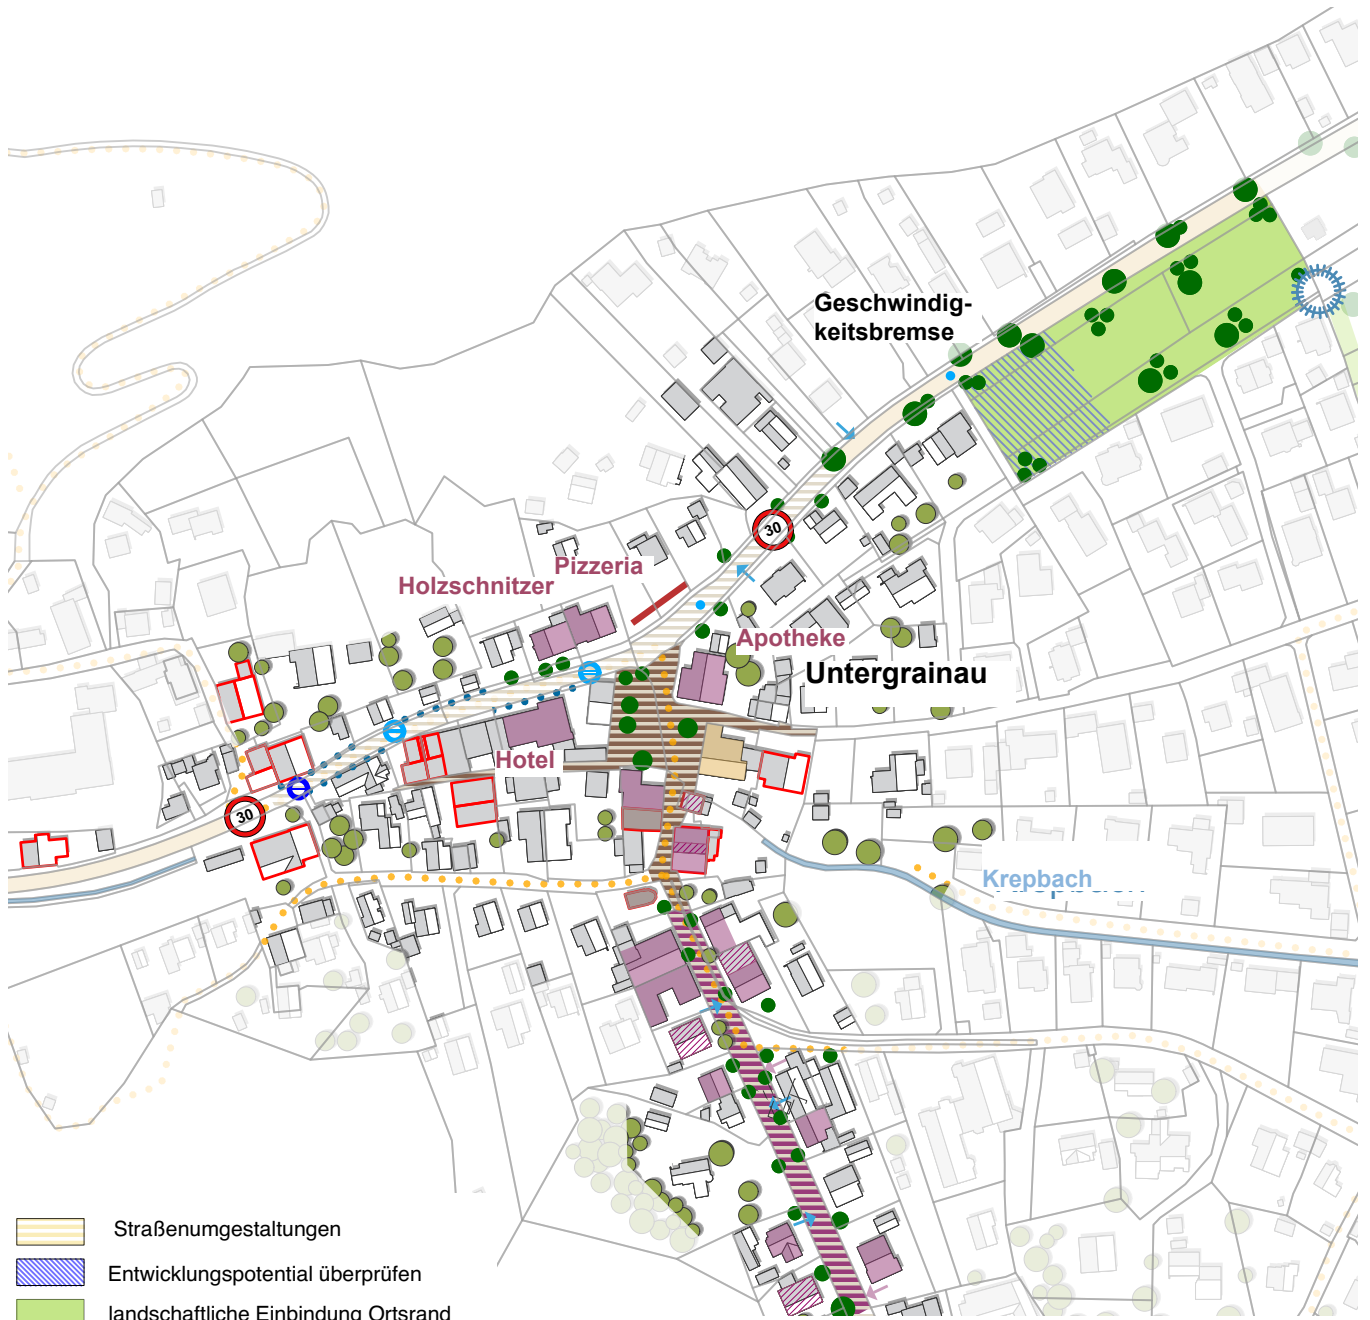 Geschwindig-
keitsbremse
30
Pizzeria
Holzschnitzer
Apotheke
Untergrainau
Hotel
30
Krepbach
Straßenumgestaltungen
Entwicklungspotential überprüfen
landschaftliche Einbindung Ortsrand